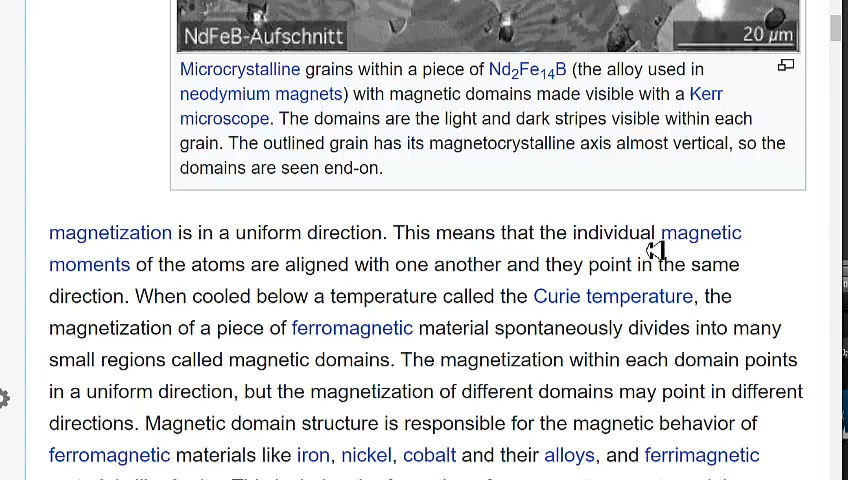 NdFeB-Aufschnitt
20 µm
Microcrystalline grains within a piece of Nd₂Fe₁₄B (the alloy used in
neodymium magnets) with magnetic domains made visible with a Kerr
microscope. The domains are the light and dark stripes visible within each
grain. The outlined grain has its magnetocrystalline axis almost vertical, so the
domains are seen end-on.
magnetization is in a uniform direction. This means that the individual magnetic
moments of the atoms are aligned with one another and they point in the same
direction. When cooled below a temperature called the Curie temperature, the
magnetization of a piece of ferromagnetic material spontaneously divides into many
small regions called magnetic domains. The magnetization within each domain points
in a uniform direction, but the magnetization of different domains may point in different
directions. Magnetic domain structure is responsible for the magnetic behavior of
ferromagnetic materials like iron, nickel, cobalt and their alloys, and ferrimagnetic